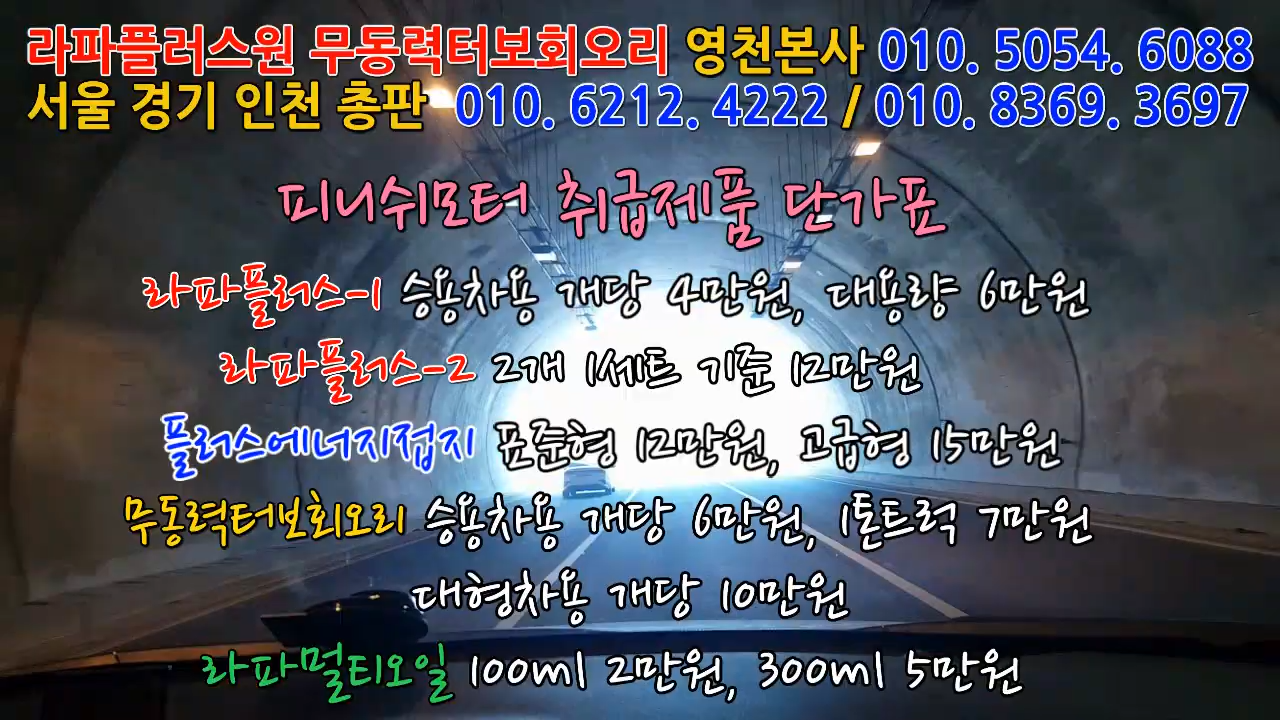 라파플러스원 무동력터보회오리 영천본사 010. 5054. 6088
서울 경기 인천 총판 010. 6212. 4222 / 010. 8369. 3697
피니쉬모터 취급제품 단가표
라파플러스-1 승용차용 개당 4만원, 대용량 6만원
라파플러스-2 2개 1세트 기준 12만원
플러스에너지접지 표준형 12만원, 고급형 15만원
무동력터보회오리 승용차용 개당 6만원, 1톤트럭 7만원
대형차용 개당 10만원
라파멀티오일 100ml 2만원, 300ml 5만원